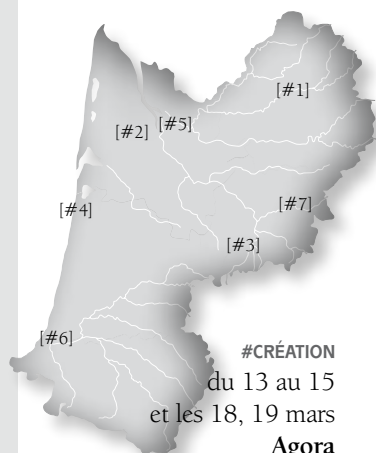 [#1]
[#2] [#5]
[#4]
[#7]
[#3]
[#6]
#CRÉATION
du 13 au 15
et les 18, 19 mars
Agora